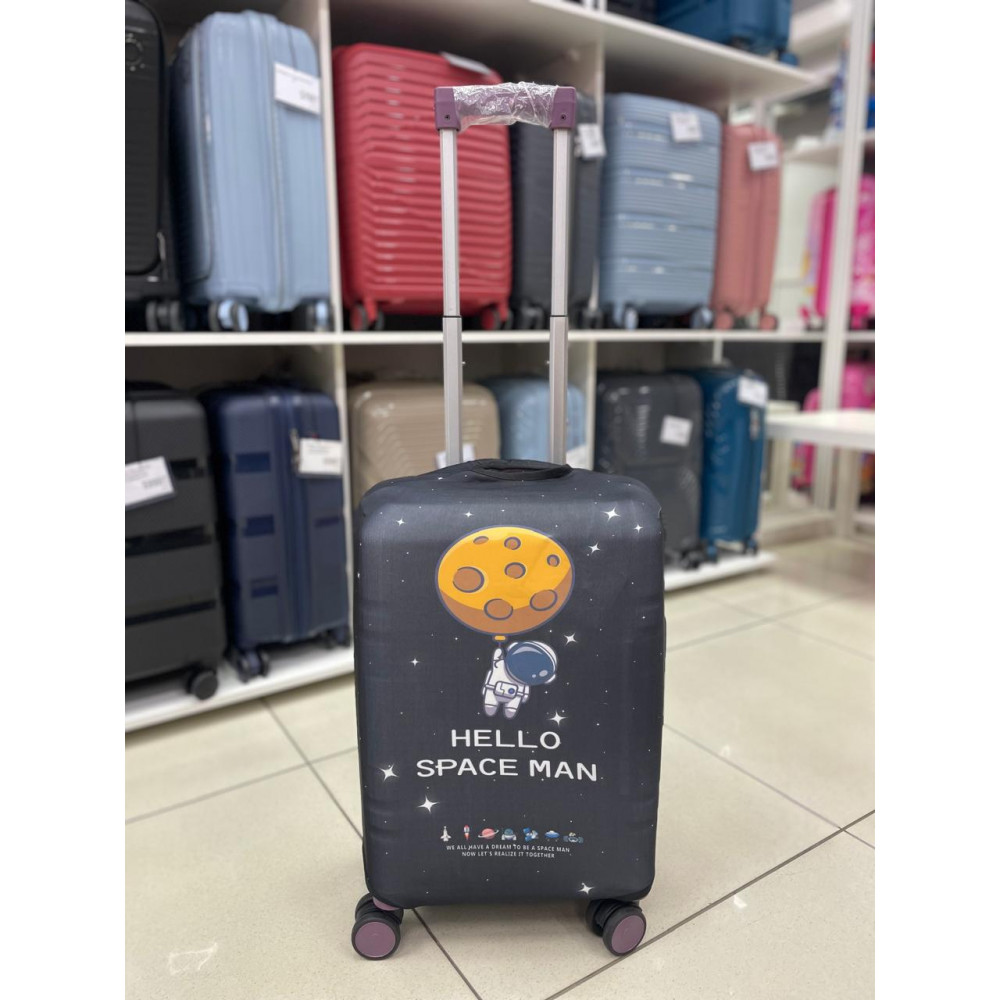 HELLO
SPACE MAN
WE ALL HAVE A DREAM TO BE A SPACE MAN
NOW LET'S REALIZE IT TOGETHER